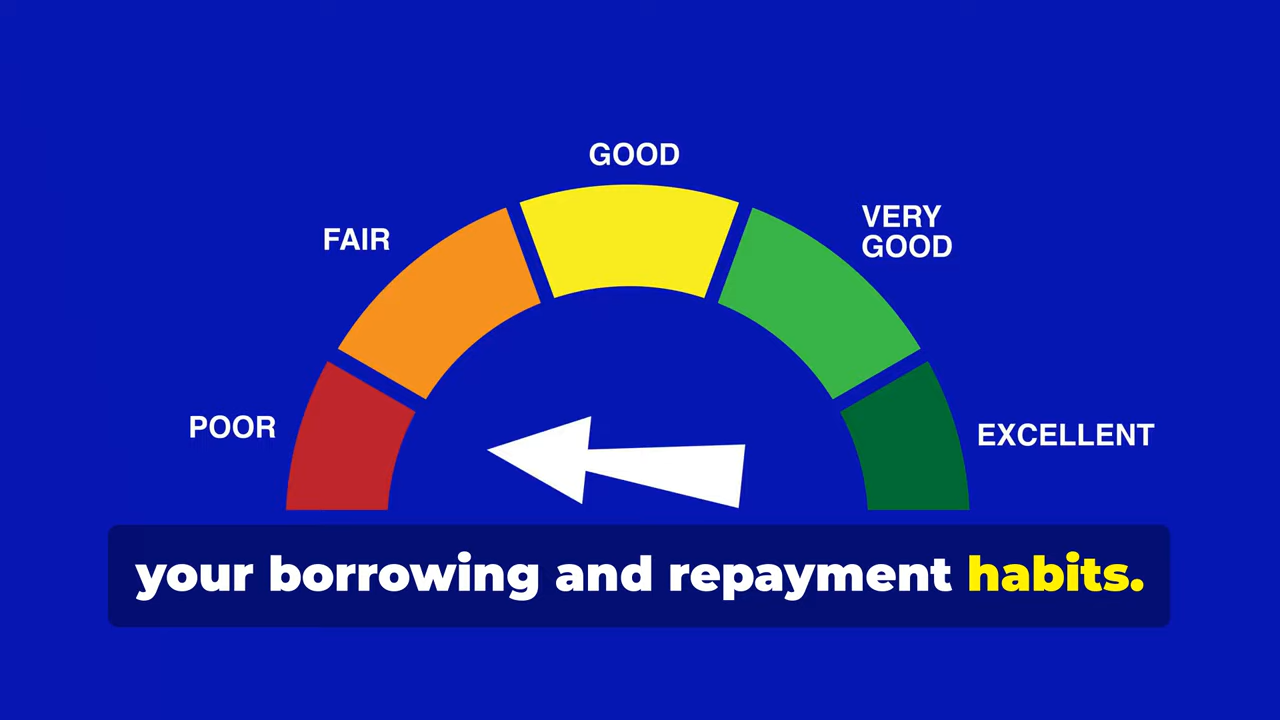 GOOD
FAIR
VERY
GOOD
POOR
EXCELLENT
your borrowing and repayment habits.